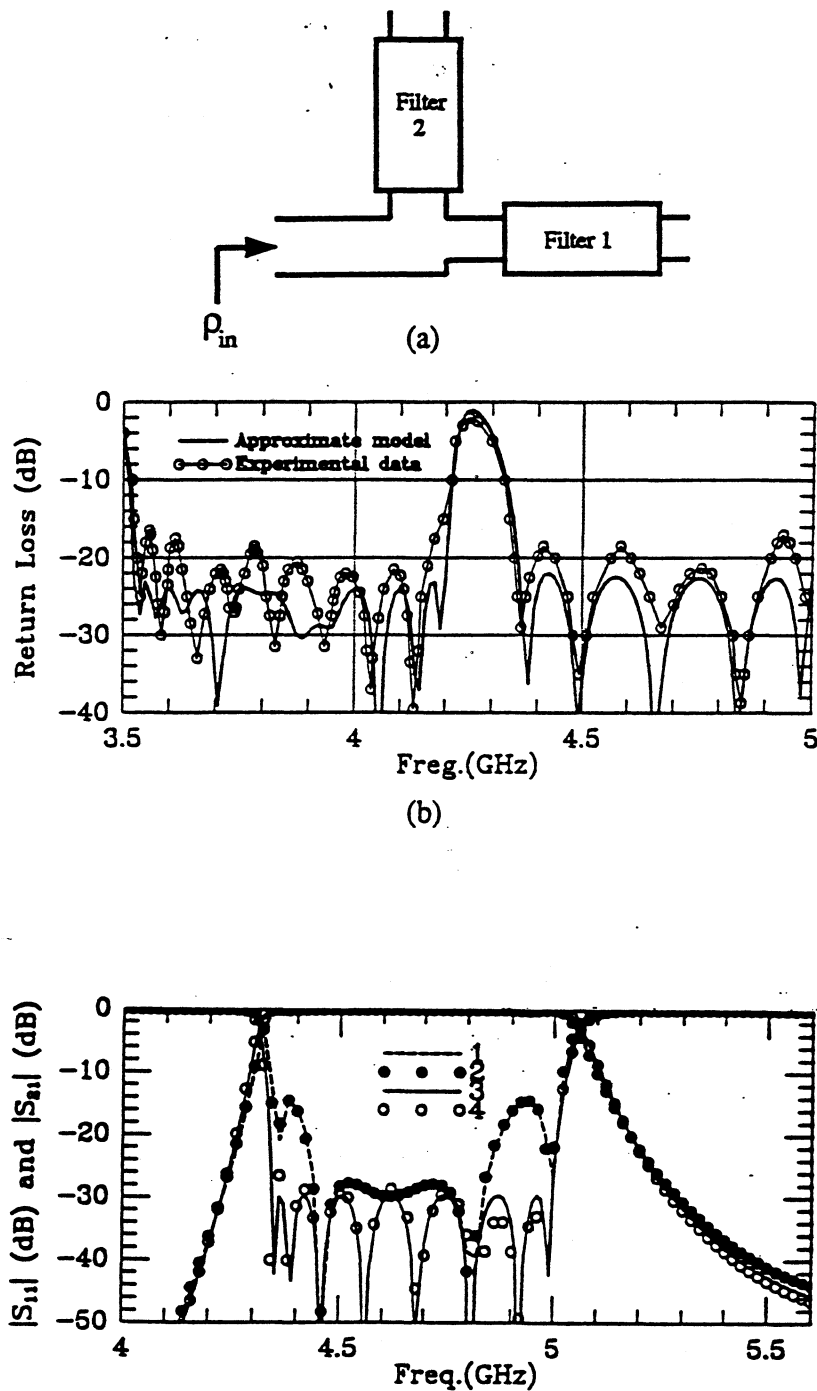 Filter
2
Filter 1
ρin
(a)
Return Loss (dB)
0
-10
-20
-30
-40
Approximate model
Experimental data
3.5
4
4.5
5
Freg.(GHz)
(b)
|S11| (dB) and |S21| (dB)
0
-10
-20
-30
-40
-50
1
2
3
4
4
4.5
5
5.5
Freq.(GHz)